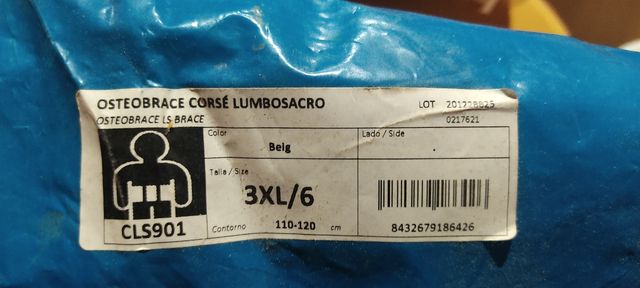 OSTEOBRACE CORSÉ LUMBOSACRO
LOT 201228825
OSTEOBRACE LS BRACE
0217621
Color
Beig
Lado / Side
.
Talla / Size
3XL/6
CLS901
Contorno 110-120 cm
8432679186426